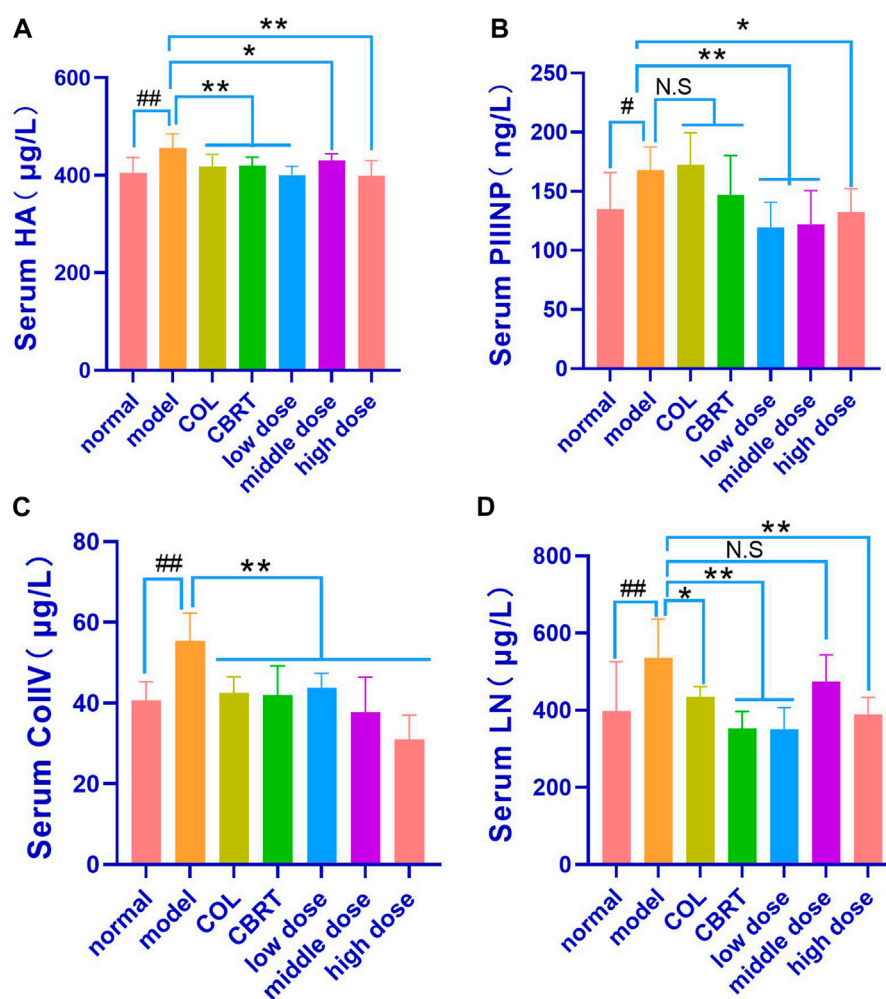 A
Serum HA( μg/L)
600
400
200
0
##
**
*
**
normal
model
COL
CBRT
low dose
middle dose
high dose
B
Serum PIIINP( ng/L)
250
200
150
100
50
0
#
N.S
**
*
normal
model
COL
CBRT
low dose
middle dose
high dose
C
Serum ColIV( μg/L)
80
60
40
20
0
##
**
normal
model
COL
CBRT
low dose
middle dose
high dose
D
Serum LN( μg/L)
800
600
400
200
0
##
*
**
N.S
**
normal
model
COL
CBRT
low dose
middle dose
high dose